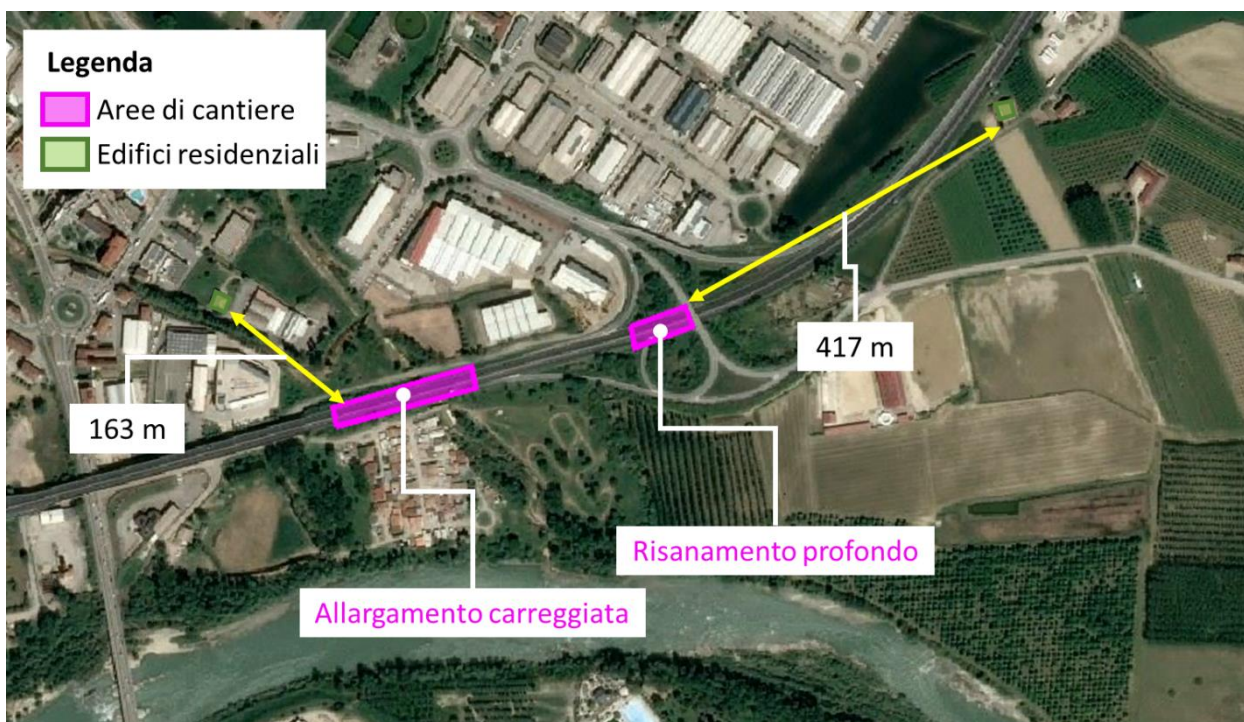 Legenda
Aree di cantiere
Edifici residenziali
417 m
163 m
Risanamento profondo
Allargamento carreggiata